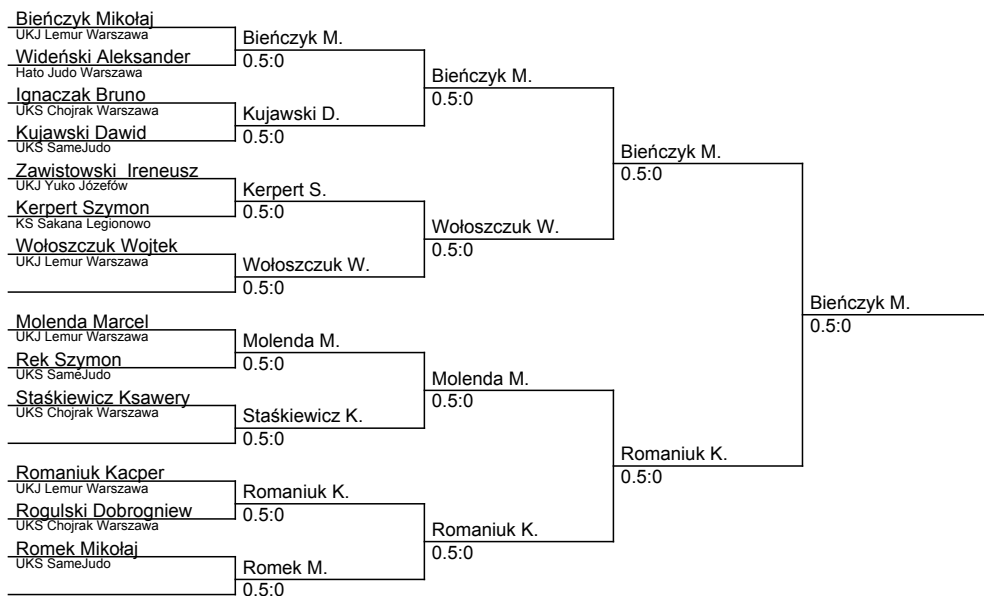 Bieńczyk Mikołaj
UKJ Lemur Warszawa
Bieńczyk M.
Wideński Aleksander
0.5:0
Hato Judo Warszawa
Bieńczyk M.
Ignaczak Bruno
0.5:0
UKS Chojrak Warszawa
Kujawski D.
Kujawski Dawid
0.5:0
UKS SameJudo
Bieńczyk M.
Zawistowski Ireneusz
0.5:0
UKJ Yuko Józefów
Kerpert S.
Kerpert Szymon
0.5:0
KS Sakana Legionowo
Wołoszczuk W.
Wołoszczuk Wojtek
0.5:0
UKJ Lemur Warszawa
Wołoszczuk W.
0.5:0
Bieńczyk M.
0.5:0
Molenda Marcel
UKJ Lemur Warszawa
Molenda M.
Rek Szymon
0.5:0
UKS SameJudo
Molenda M.
Staśkiewicz Ksawery
0.5:0
UKS Chojrak Warszawa
Staśkiewicz K.
0.5:0
Romaniuk K.
0.5:0
Romaniuk Kacper
UKJ Lemur Warszawa
Romaniuk K.
Rogulski Dobrogniew
0.5:0
UKS Chojrak Warszawa
Romaniuk K.
Romek Mikołaj
0.5:0
UKS SameJudo
Romek M.
0.5:0